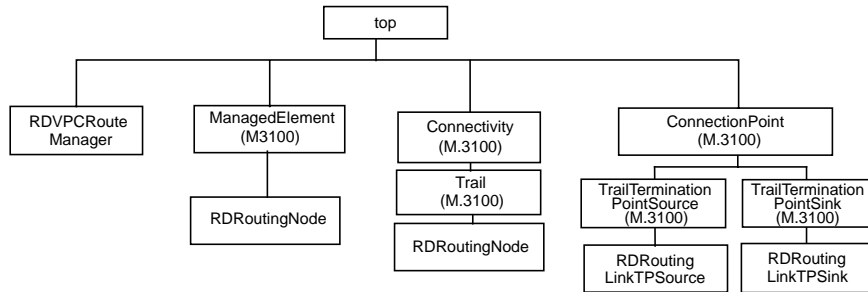 top
RDVPCRoute
Manager
ManagedElement
(M3100)
RDRoutingNode
Connectivity
(M.3100)
Trail
(M.3100)
RDRoutingNode
ConnectionPoint
(M.3100)
TrailTermination
PointSource
(M.3100)
RDRouting
LinkTPSource
TrailTermination
PointSink
(M.3100)
RDRouting
LinkTPSink